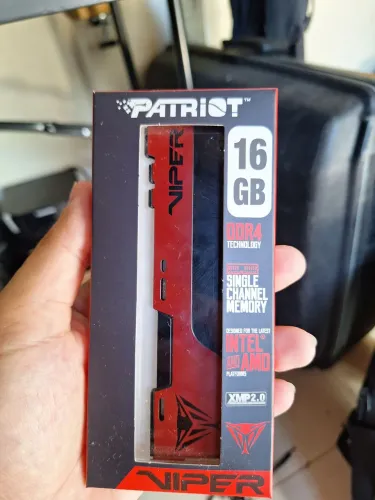 PATRIOT
VIPER
16
GB
DDR4
TECHNOLOGY
SINGLE
CHANNEL
MEMORY
DESIGNED FOR THE LATEST
INTEL®
AND AMD
PLATFORMS
XMP2.0
VIPER